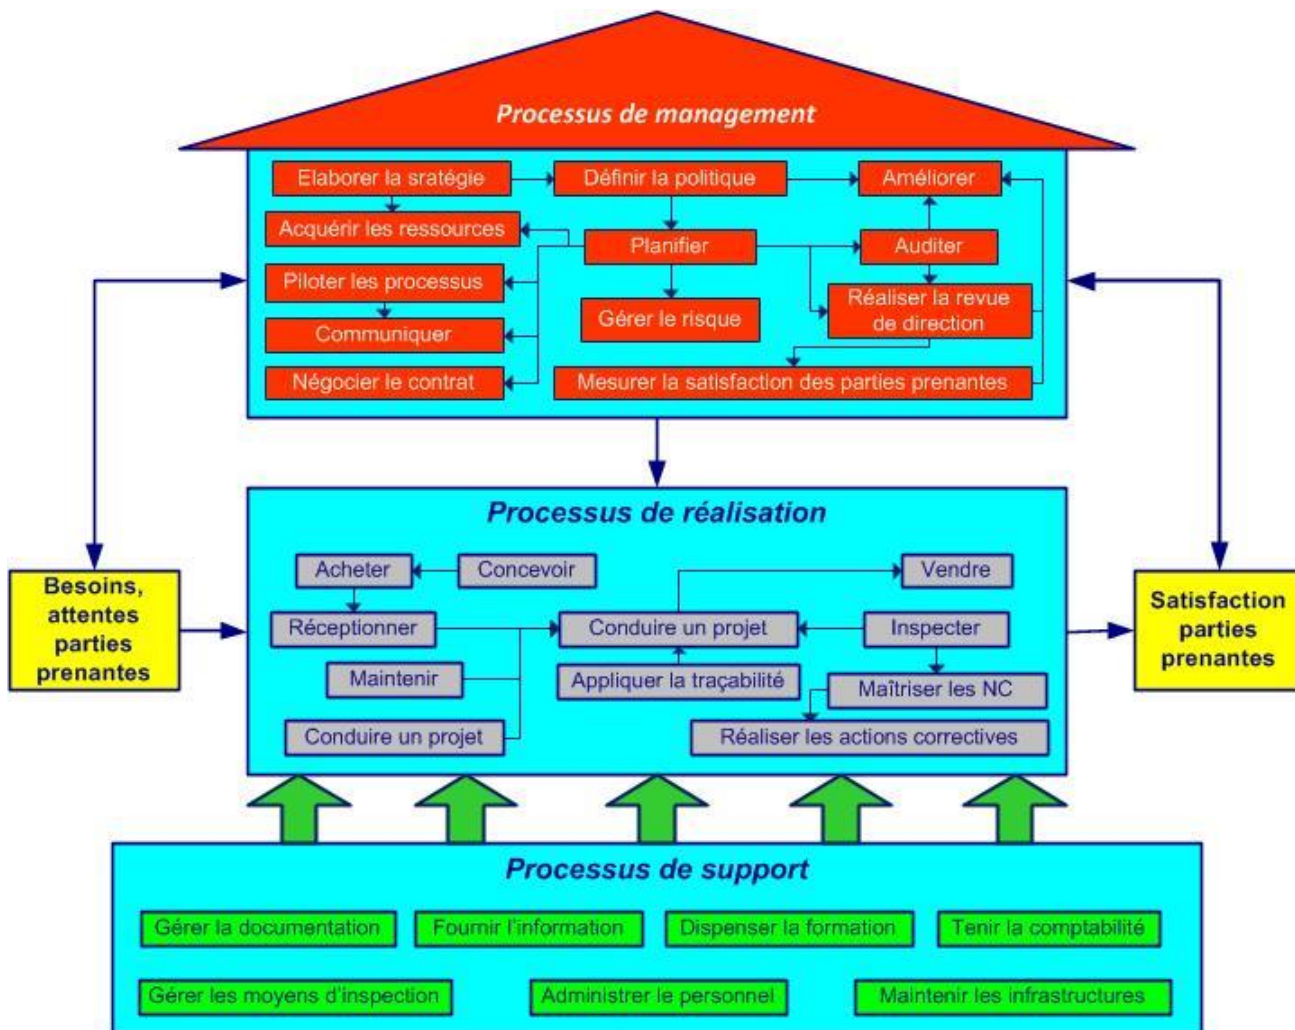 Processus de management
Elaborer la sratégie
Définir la politique
Améliorer
Acquérir les ressources
Planifier
Auditer
Piloter les processus
Réaliser la revue
de direction
Gérer le risque
Communiquer
Négocier le contrat
Mesurer la satisfaction des parties prenantes
Processus de réalisation
Acheter
Concevoir
Vendre
Besoins,
attentes
parties
prenantes
Réceptionner
Conduire un projet
Inspecter
Satisfaction
parties
prenantes
Maintenir
Appliquer la traçabilité
Maîtriser les NC
Conduire un projet
Réaliser les actions correctives
Processus de support
Gérer la documentation
Fournir l'information
Dispenser la formation
Tenir la comptabilité
Gérer les moyens d'inspection
Administrer le personnel
Maintenir les infrastructures